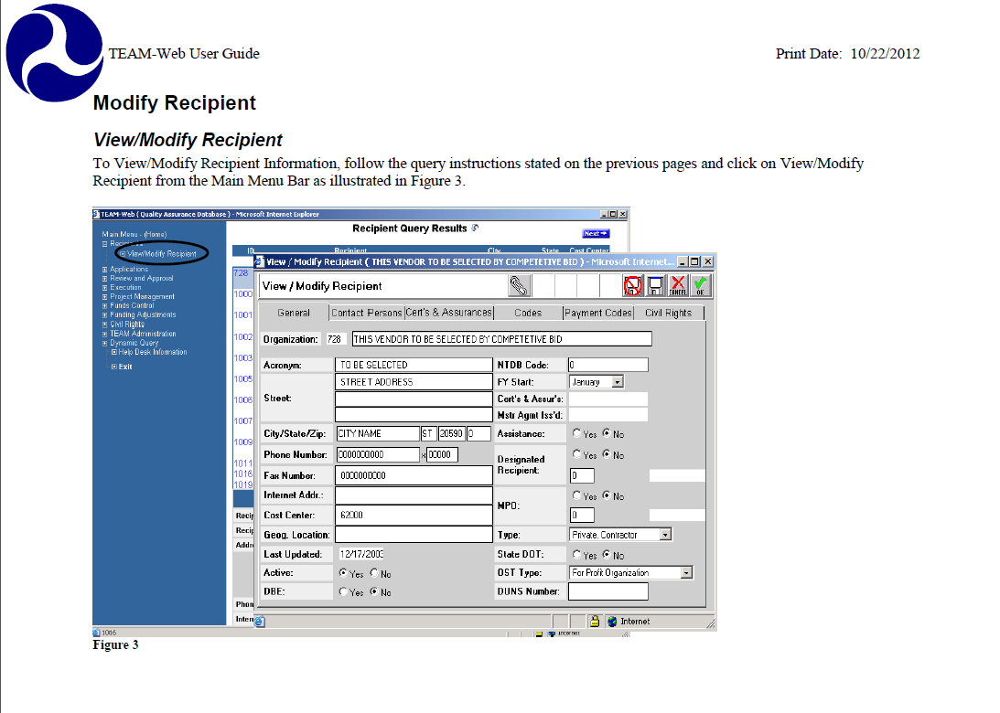 TEAM-Web User Guide
Print Date: 10/22/2012
Modify Recipient
View/Modify Recipient
To View/Modify Recipient Information, follow the query instructions stated on the previous pages and click on View/Modify
Recipient from the Main Menu Bar as illustrated in Figure 3.
TEAM-Web ( Quality Assurance Database ) - Microsoft Internet Explorer
Main Menu - (Home)
View/Modify Recipient
Applications
Review and Approval
Execution
Project Management
Funds Control
Funding Adjustments
Civil Rights
TEAM Administration
Dynamic Query
Help Desk Information
Exit
Recipient Query Results
Next
ID Recipient City State Cost Center
728
1000
1001
1002
1003
1005
1006
1007
1009
1011
1016
1019
View / Modify Recipient ( THIS VENDOR TO BE SELECTED BY COMPETETIVE BID ) - Microsoft Internet...
View / Modify Recipient
CANCEL OK
General Contact Persons Cert's & Assurances Codes Payment Codes Civil Rights
Organization: 728 THIS VENDOR TO BE SELECTED BY COMPETETIVE BID
Acronym: TO BE SELECTED NTDB Code: 0
STREET ADDRESS FY Start: January
Street: Cert's & Assur's:
Mstr Agmt Iss'd:
City/State/Zip: CITY NAME ST 20590 0 Assistance: Yes No
Phone Number: 0000000000 x 00000 Designated Recipient: Yes No
Fax Number: 0000000000 0
Internet Addr.: MPO: Yes No
Cost Center: 62000 0
Geog. Location: Type: Private, Contractor
Last Updated: 12/17/2003 State DOT: Yes No
Active: Yes No OST Type: For Profit Organization
DBE: Yes No DUNS Number:
Internet
1016 Internet
Figure 3